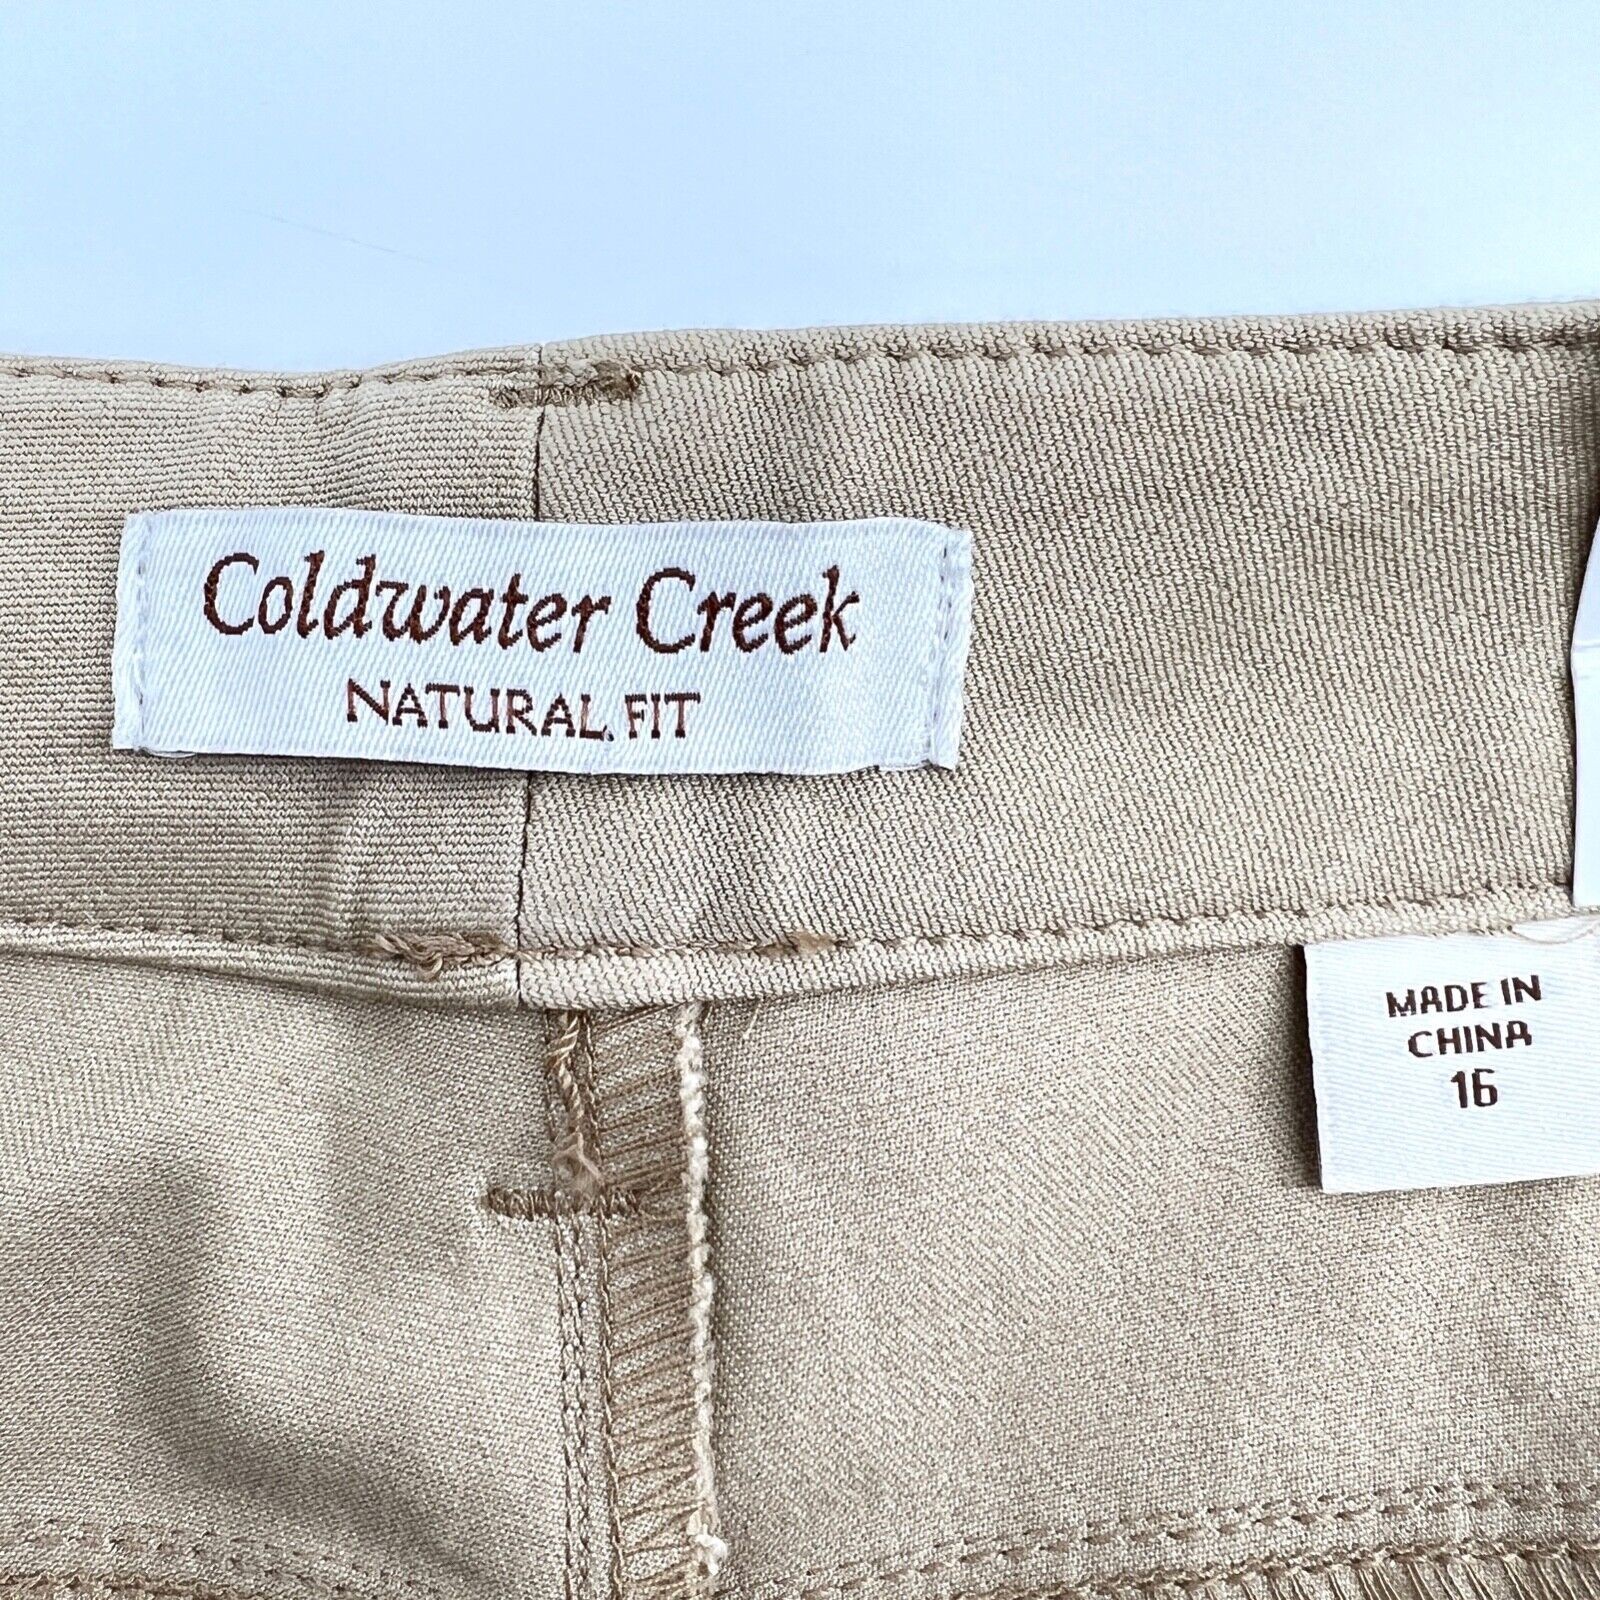 Coldwater Creek
NATURAL FIT
MADE IN
CHINA
16